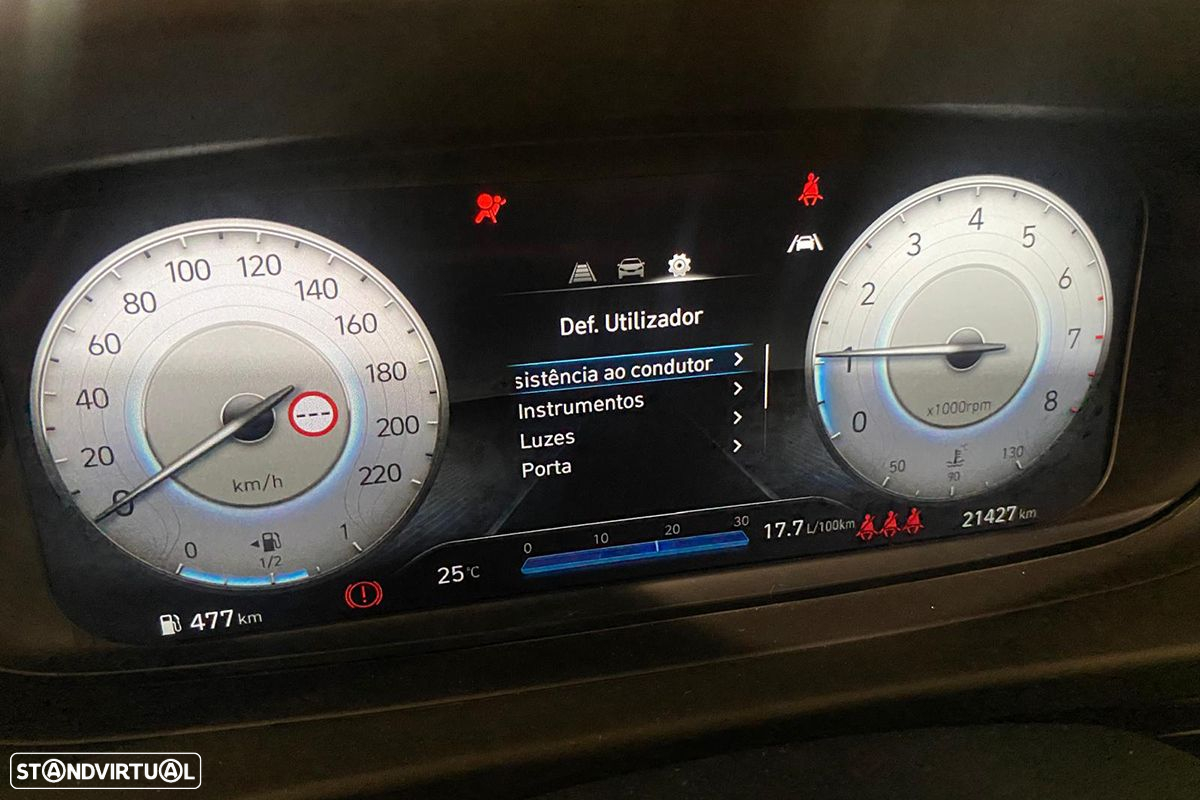 100 120
80 140
60 160
40 180
20 200
0 220
km/h
0 1/2 1
477 km
25°C
Def. Utilizador
sistência ao condutor
Instrumentos
Luzes
Porta
0 10 20 30
17.7 L/100km
4
3 5
2 6
1 7
0 8
x1000rpm
50 90 130
21427 km
STANDVIRTUAL